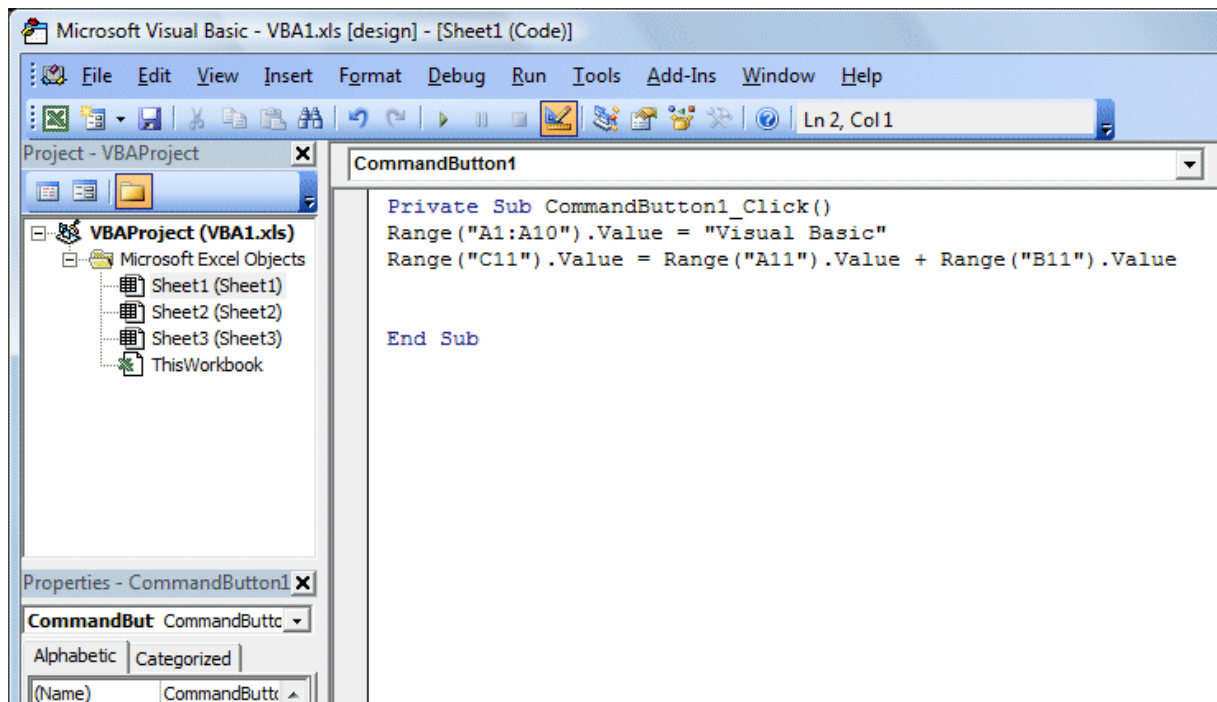 Microsoft Visual Basic - VBA1.xls [design] - [Sheet1 (Code)]
File Edit View Insert Format Debug Run Tools Add-Ins Window Help
Ln 2, Col 1
Project - VBAProject
CommandButton1
VBAProject (VBA1.xls)
Microsoft Excel Objects
Sheet1 (Sheet1)
Sheet2 (Sheet2)
Sheet3 (Sheet3)
ThisWorkbook
Private Sub CommandButton1_Click()
Range("A1:A10").Value = "Visual Basic"
Range("C11").Value = Range("A11").Value + Range("B11").Value
End Sub
Properties - CommandButton1
CommandBut CommandButtc
Alphabetic Categorized
(Name) CommandButt